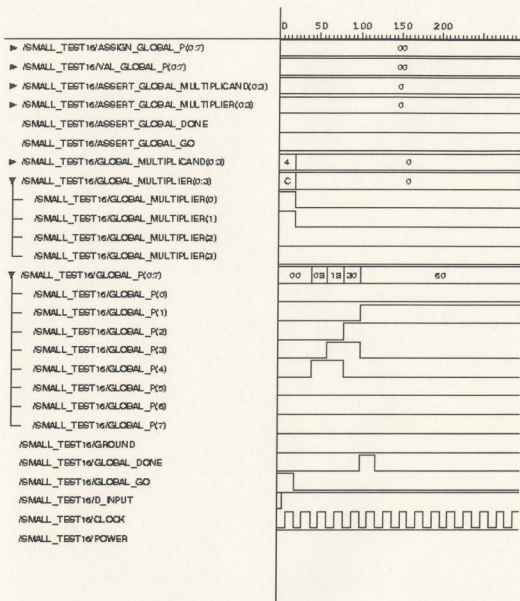 0 50 100 150 200
/SMALL_TEST16/ASSIGN_GLOBAL_P(0:7) 00
/SMALL_TEST16/VAL_GLOBAL_P(0:7) 00
/SMALL_TEST16/ASSERT_GLOBAL_MULTIPLICAND(0:3) 0
/SMALL_TEST16/ASSERT_GLOBAL_MULTIPLIER(0:3) 0
/SMALL_TEST16/ASSERT_GLOBAL_DONE
/SMALL_TEST16/ASSERT_GLOBAL_GO
/SMALL_TEST16/GLOBAL_MULTIPLICAND(0:3) 4 0
/SMALL_TEST16/GLOBAL_MULTIPLIER(0:3) C 0
/SMALL_TEST16/GLOBAL_MULTIPLIER(0)
/SMALL_TEST16/GLOBAL_MULTIPLIER(1)
/SMALL_TEST16/GLOBAL_MULTIPLIER(2)
/SMALL_TEST16/GLOBAL_MULTIPLIER(3)
/SMALL_TEST16/GLOBAL_P(0:7) 00 08 18 30 60
/SMALL_TEST16/GLOBAL_P(0)
/SMALL_TEST16/GLOBAL_P(1)
/SMALL_TEST16/GLOBAL_P(2)
/SMALL_TEST16/GLOBAL_P(3)
/SMALL_TEST16/GLOBAL_P(4)
/SMALL_TEST16/GLOBAL_P(5)
/SMALL_TEST16/GLOBAL_P(6)
/SMALL_TEST16/GLOBAL_P(7)
/SMALL_TEST16/GROUND
/SMALL_TEST16/GLOBAL_DONE
/SMALL_TEST16/GLOBAL_GO
/SMALL_TEST16/D_INPUT
/SMALL_TEST16/CLOCK
/SMALL_TEST16/POWER